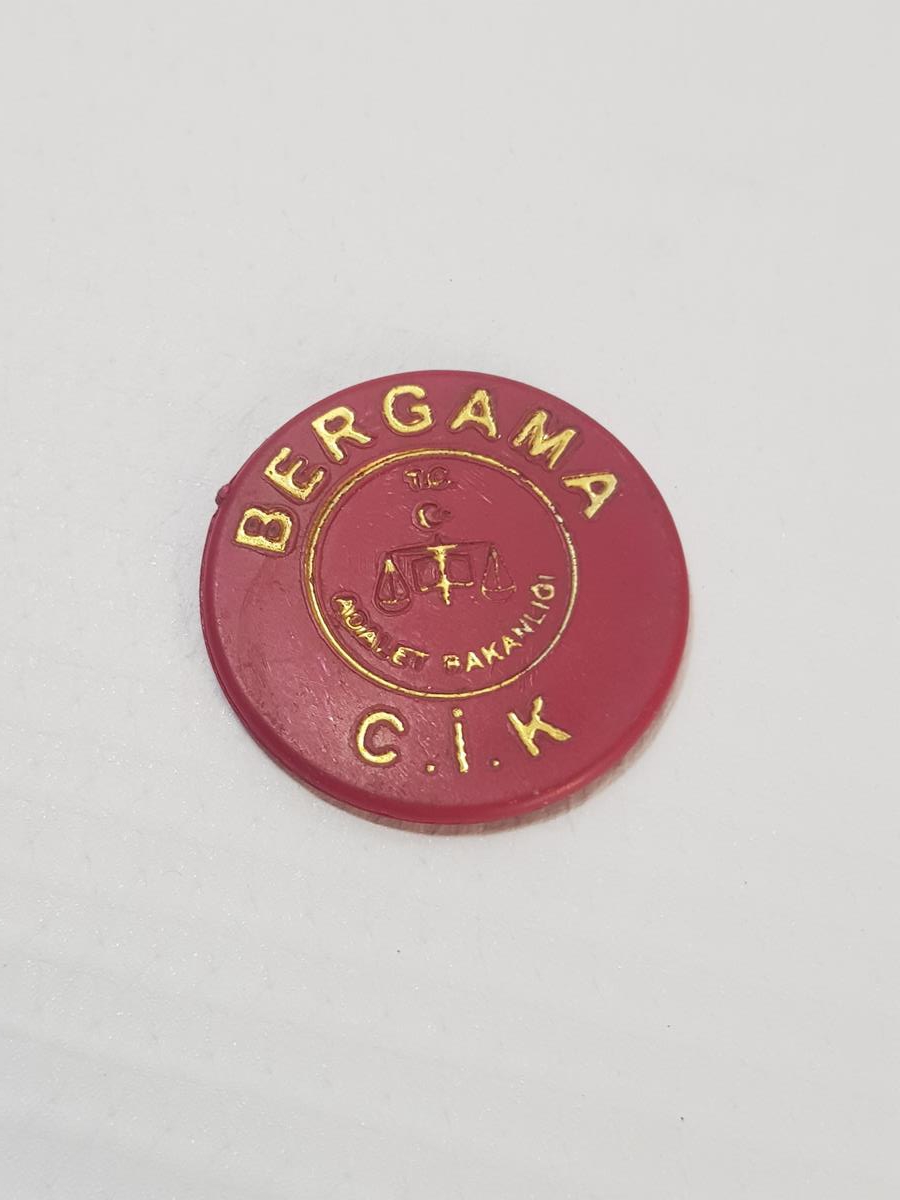 BERGAMA
T.C.
ADALET BAKANLIĞI
C.İ.K